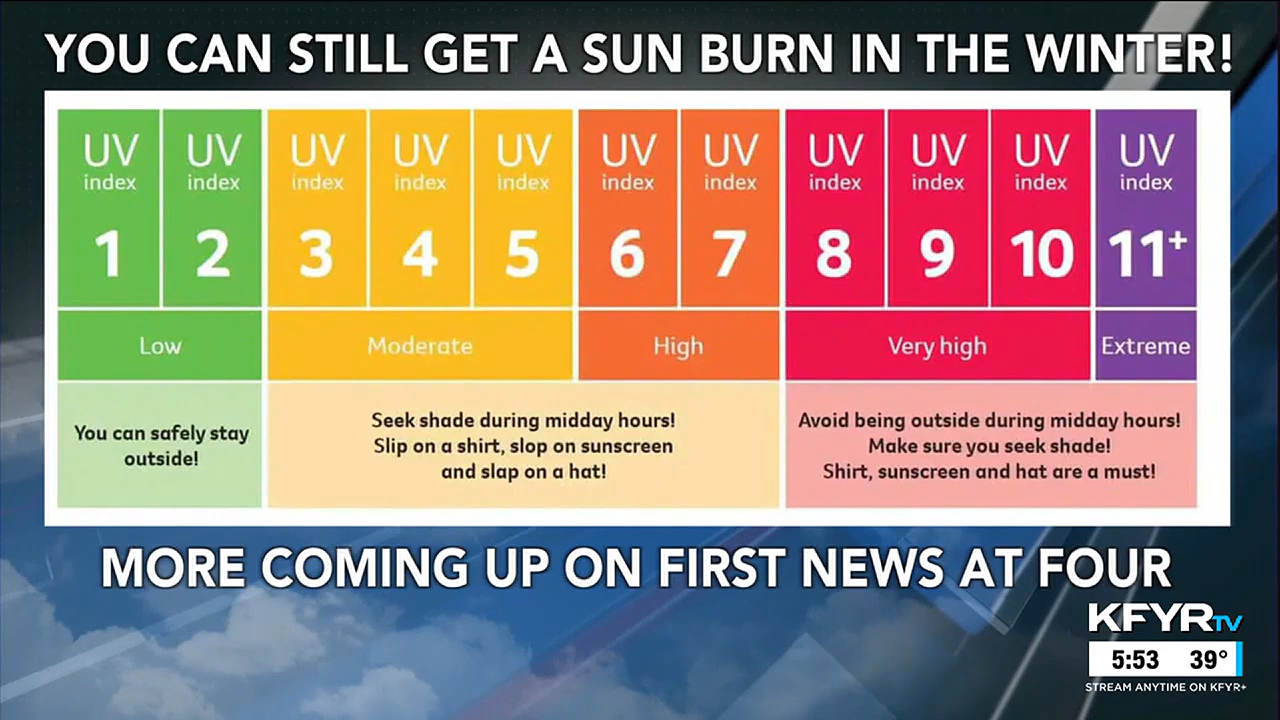 YOU CAN STILL GET A SUN BURN IN THE WINTER!
UV UV UV UV UV UV UV UV UV UV UV
index index index index index index index index index index index
1 2 3 4 5 6 7 8 9 10 11+
Low Moderate High Very high Extreme
You can safely stay
outside!
Seek shade during midday hours!
Slip on a shirt, slop on sunscreen
and slap on a hat!
Avoid being outside during midday hours!
Make sure you seek shade!
Shirt, sunscreen and hat are a must!
MORE COMING UP ON FIRST NEWS AT FOUR
KFYR TV
5:53 39°
STREAM ANYTIME ON KFYR+